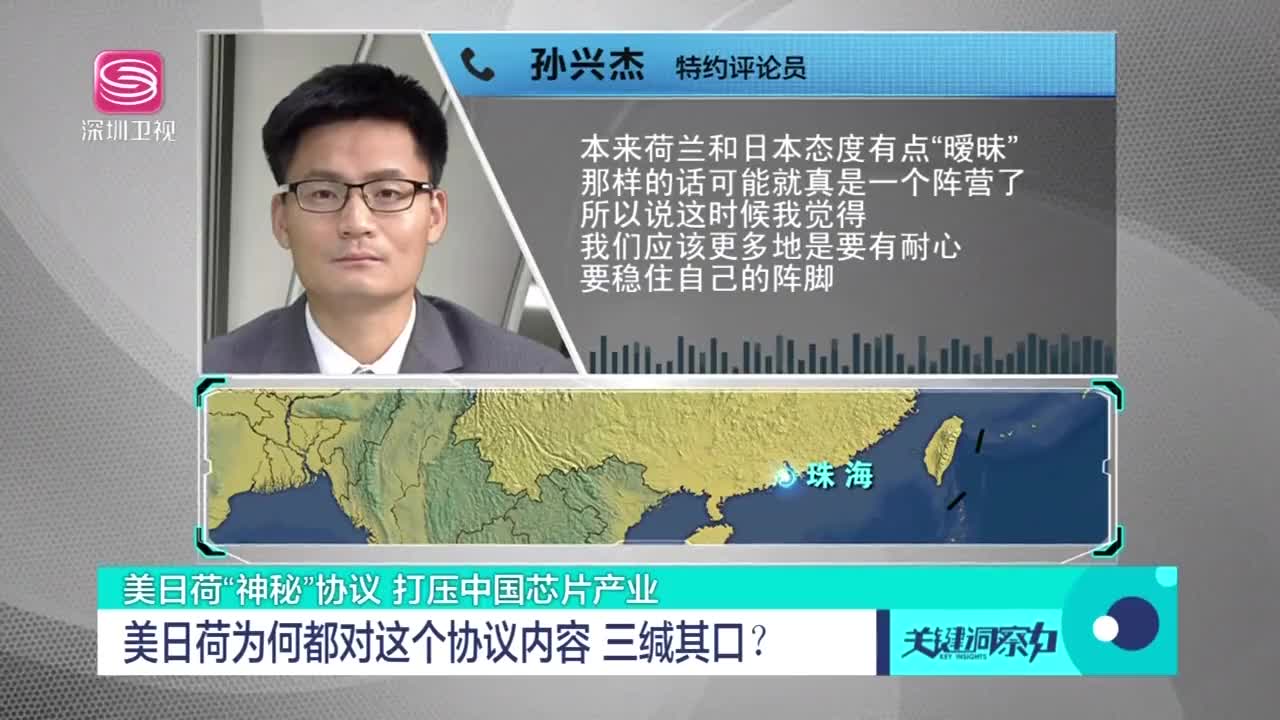 深圳卫视
孙兴杰 特约评论员
本来荷兰和日本态度有点“暧昧”
那样的话可能就真是一个阵营了
所以说这时候我觉得
我们应该更多地是要有耐心
要稳住自己的阵脚
珠海
美日荷“神秘”协议 打压中国芯片产业
美日荷为何都对这个协议内容 三缄其口？
关键洞察力
KEY INSIGHTS